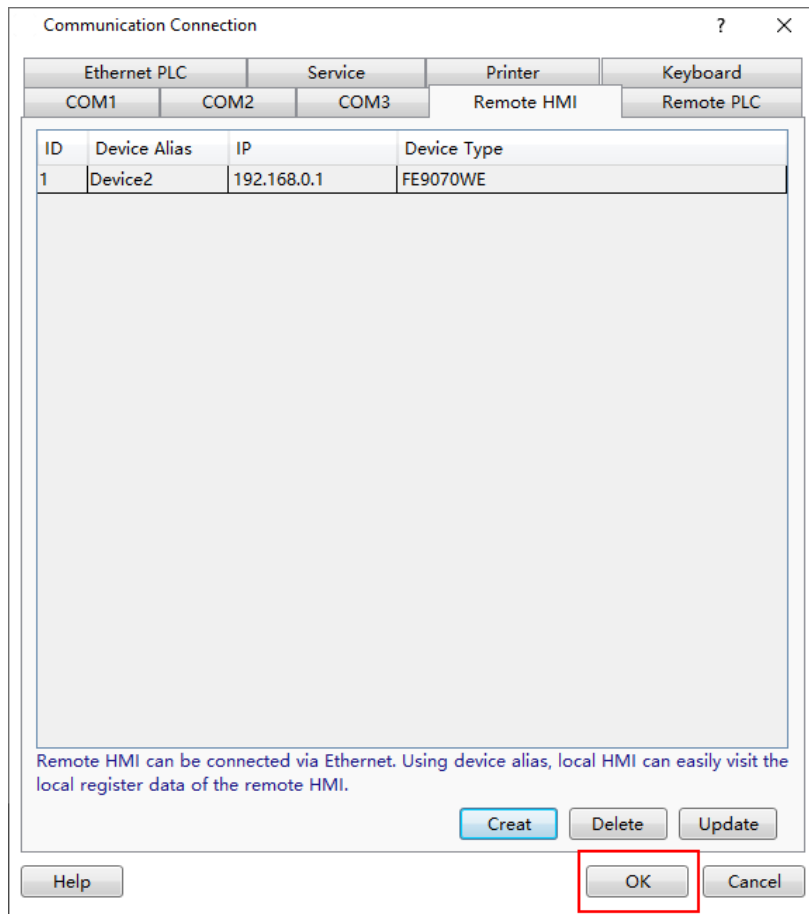 Communication Connection ?
Ethernet PLC Service Printer Keyboard
COM1 COM2 COM3 Remote HMI Remote PLC
ID Device Alias IP Device Type
1 Device2 192.168.0.1 FE9070WE
Remote HMI can be connected via Ethernet. Using device alias, local HMI can easily visit the
local register data of the remote HMI.
Creat Delete Update
Help OK Cancel